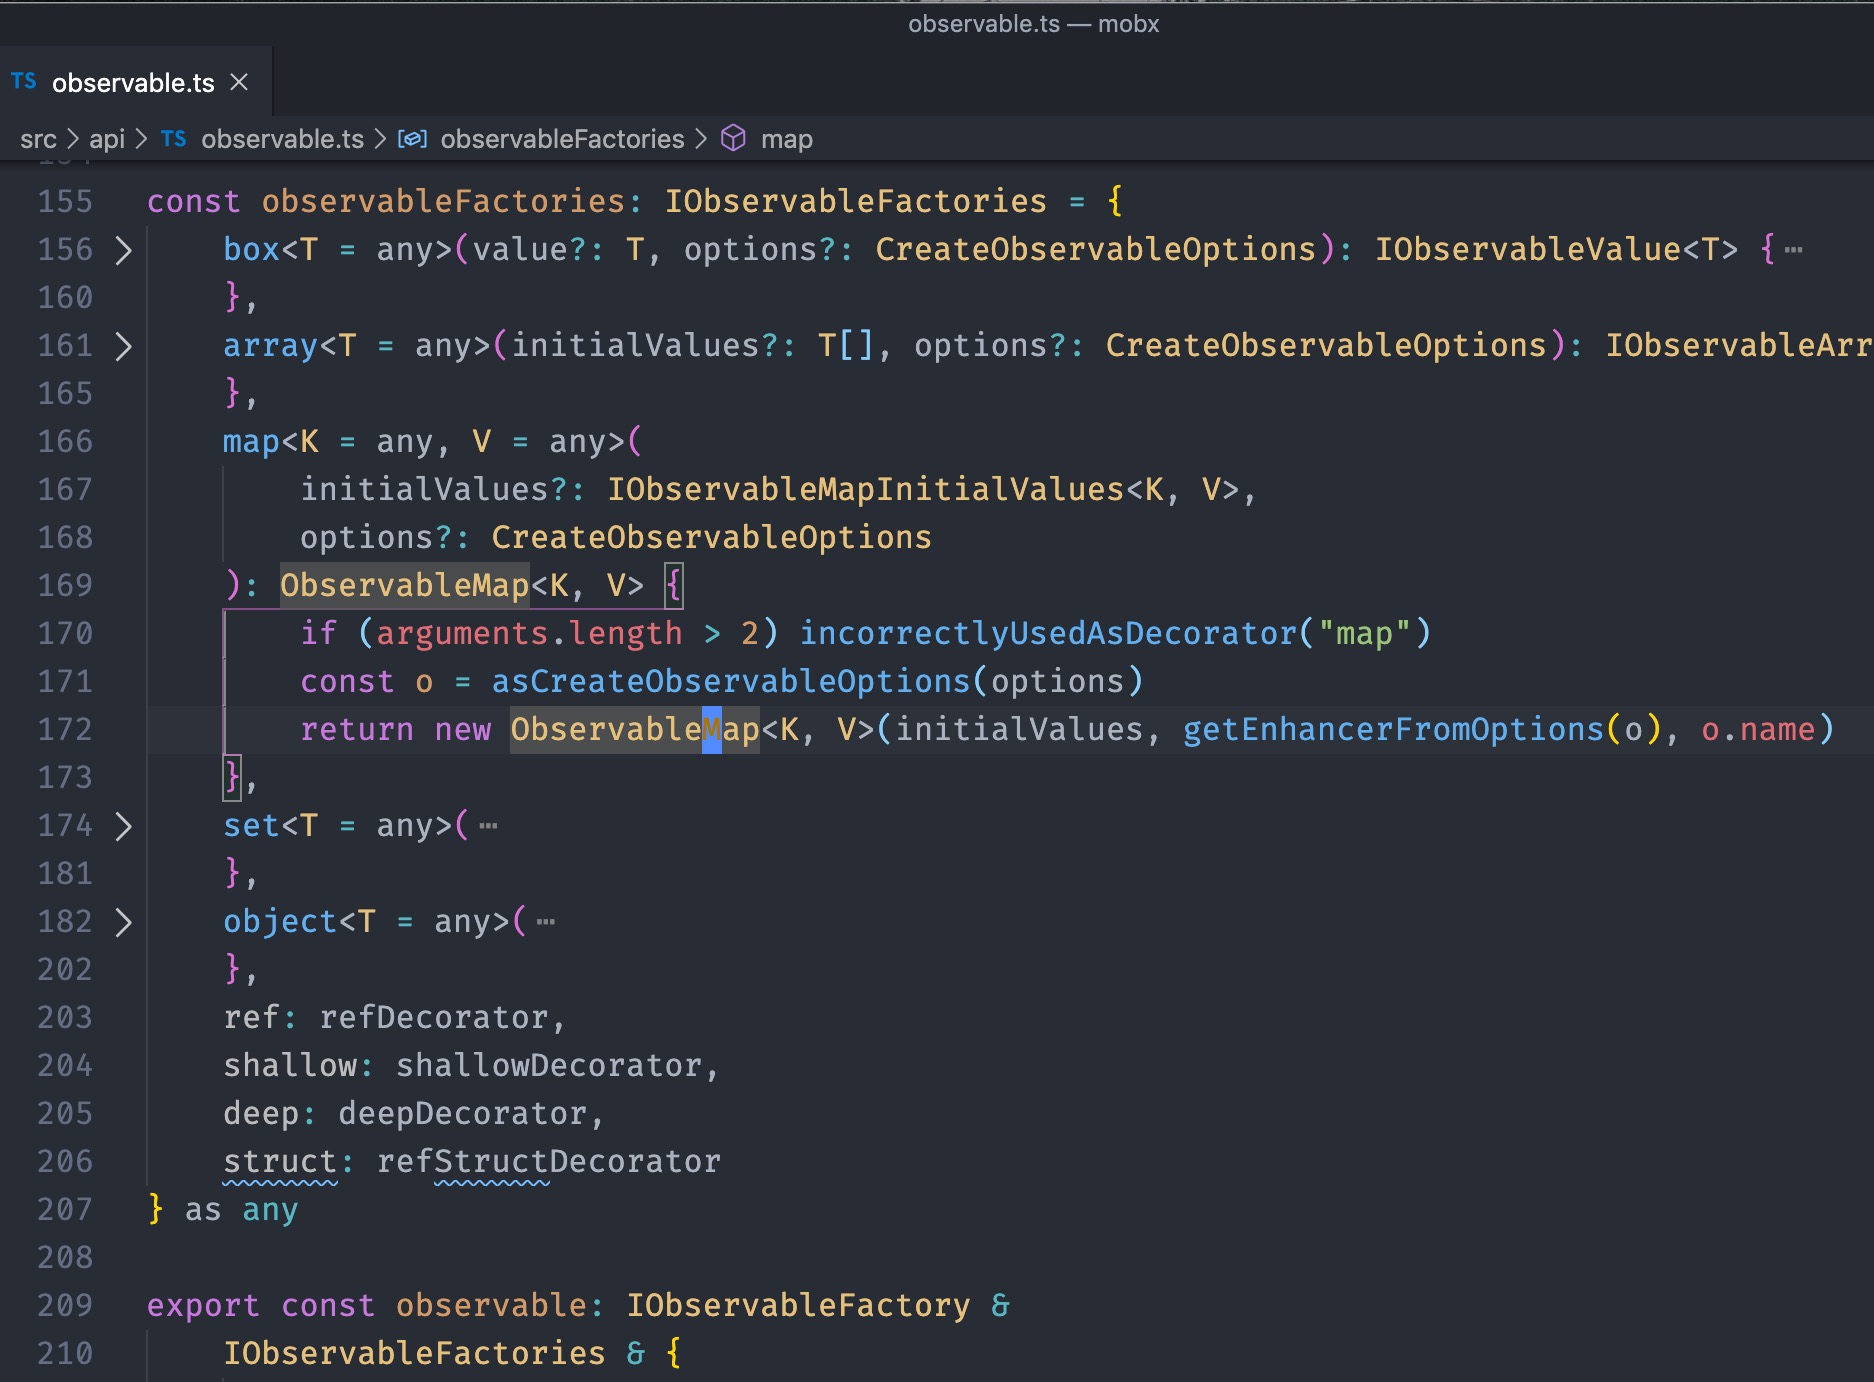 observable.ts — mobx
TS observable.ts ×
src > api > TS observable.ts > observableFactories > map
155 const observableFactories: IObservableFactories = {
156 box<T = any>(value?: T, options?: CreateObservableOptions): IObservableValue<T> {…
160 },
161 array<T = any>(initialValues?: T[], options?: CreateObservableOptions): IObservableArr
165 },
166 map<K = any, V = any>(
167 initialValues?: IObservableMapInitialValues<K, V>,
168 options?: CreateObservableOptions
169 ): ObservableMap<K, V> {
170 if (arguments.length > 2) incorrectlyUsedAsDecorator("map")
171 const o = asCreateObservableOptions(options)
172 return new ObservableMap<K, V>(initialValues, getEnhancerFromOptions(o), o.name)
173 },
174 set<T = any>(…
181 },
182 object<T = any>(…
202 },
203 ref: refDecorator,
204 shallow: shallowDecorator,
205 deep: deepDecorator,
206 struct: refStructDecorator
207 } as any
208
209 export const observable: IObservableFactory &
210 IObservableFactories & {